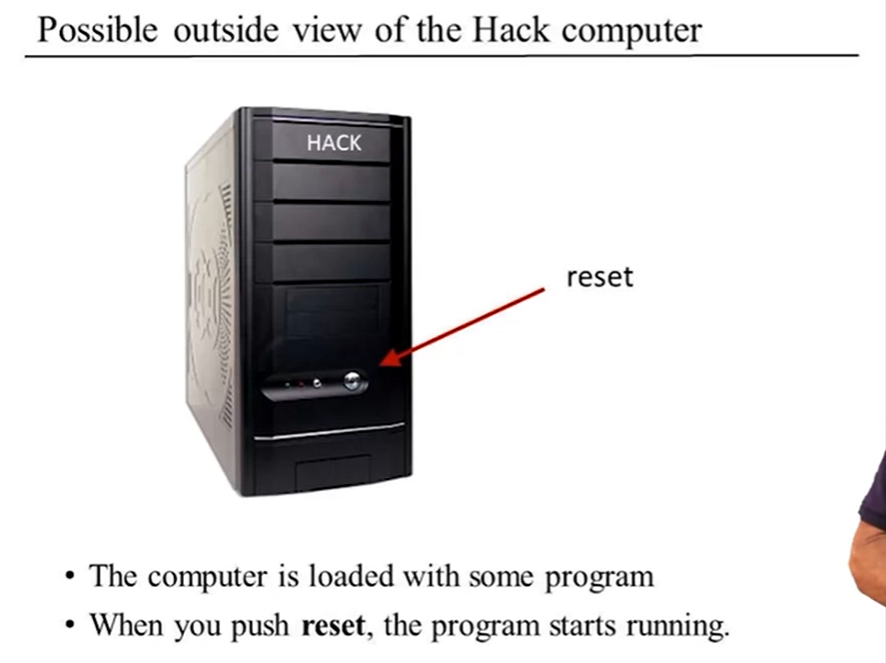 Possible outside view of the Hack computer
HACK
reset
• The computer is loaded with some program
• When you push reset, the program starts running.